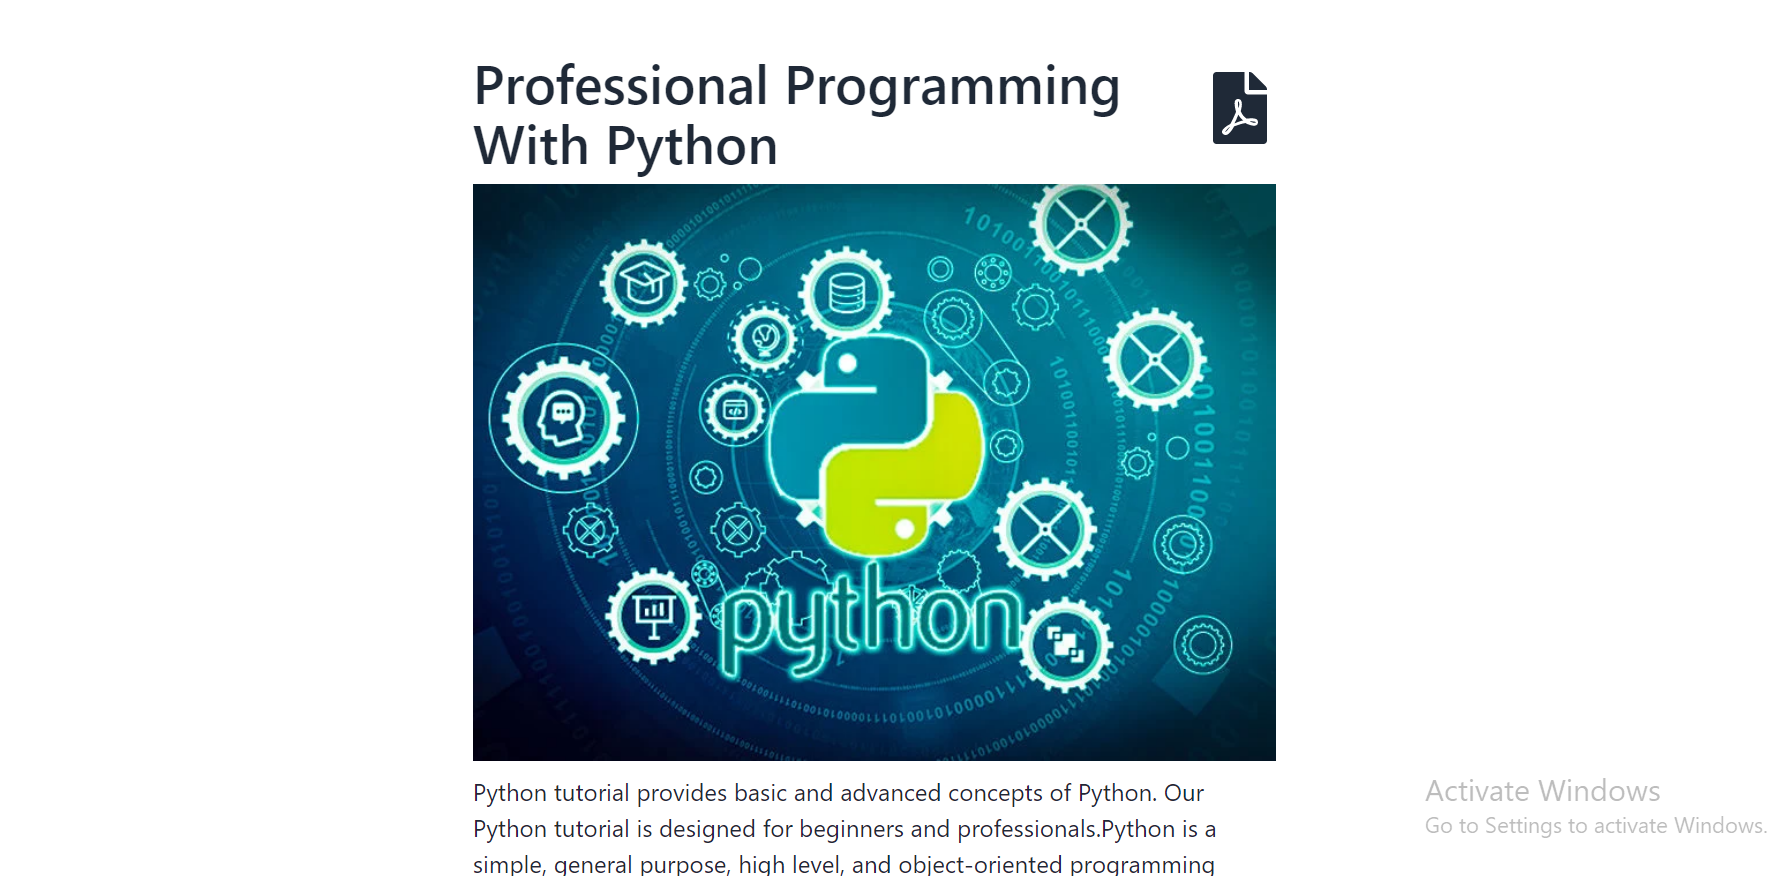 Professional Programming
With Python
python
Python tutorial provides basic and advanced concepts of Python. Our
Python tutorial is designed for beginners and professionals.Python is a
simple, general purpose, high level, and object-oriented programming
Activate Windows
Go to Settings to activate Windows.